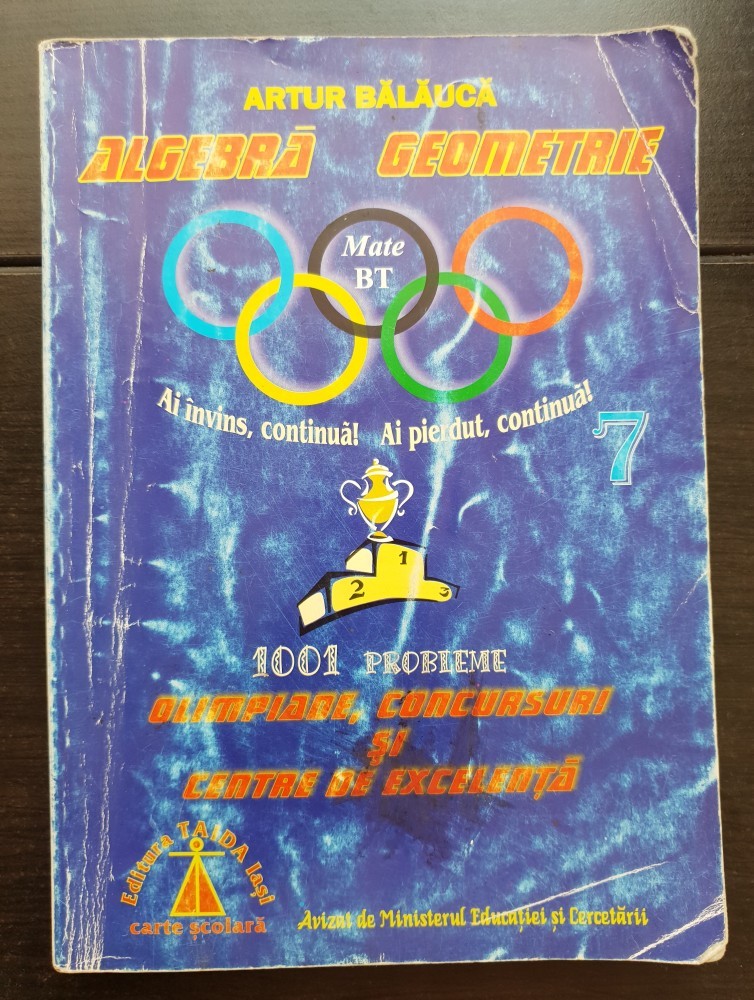 ARTUR BĂLĂUCĂ
ALGEBRĂ GEOMETRIE
Mate
BT
Ai învins, continuă! Ai pierdut, continuă!
7
1
2
3
1001 PROBLEME
OLIMPIADE, CONCURSURI
ŞI
CENTRE DE EXCELENŢĂ
Editura TAIDA Iaşi
carte şcolară
Avizat de Ministerul Educaţiei şi Cercetării